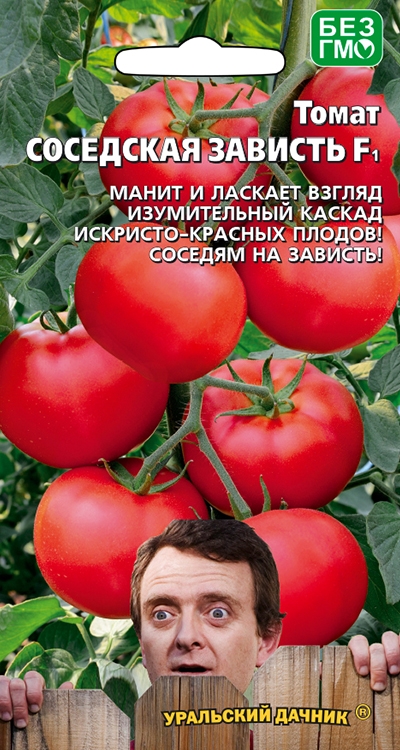 БЕЗ
ГМО
Томат
СОСЕДСКАЯ ЗАВИСТЬ F1
МАНИТ И ЛАСКАЕТ ВЗГЛЯД
ИЗУМИТЕЛЬНЫЙ КАСКАД
ИСКРИСТО-КРАСНЫХ ПЛОДОВ!
СОСЕДЯМ НА ЗАВИСТЬ!
УРАЛЬСКИЙ ДАЧНИК ®